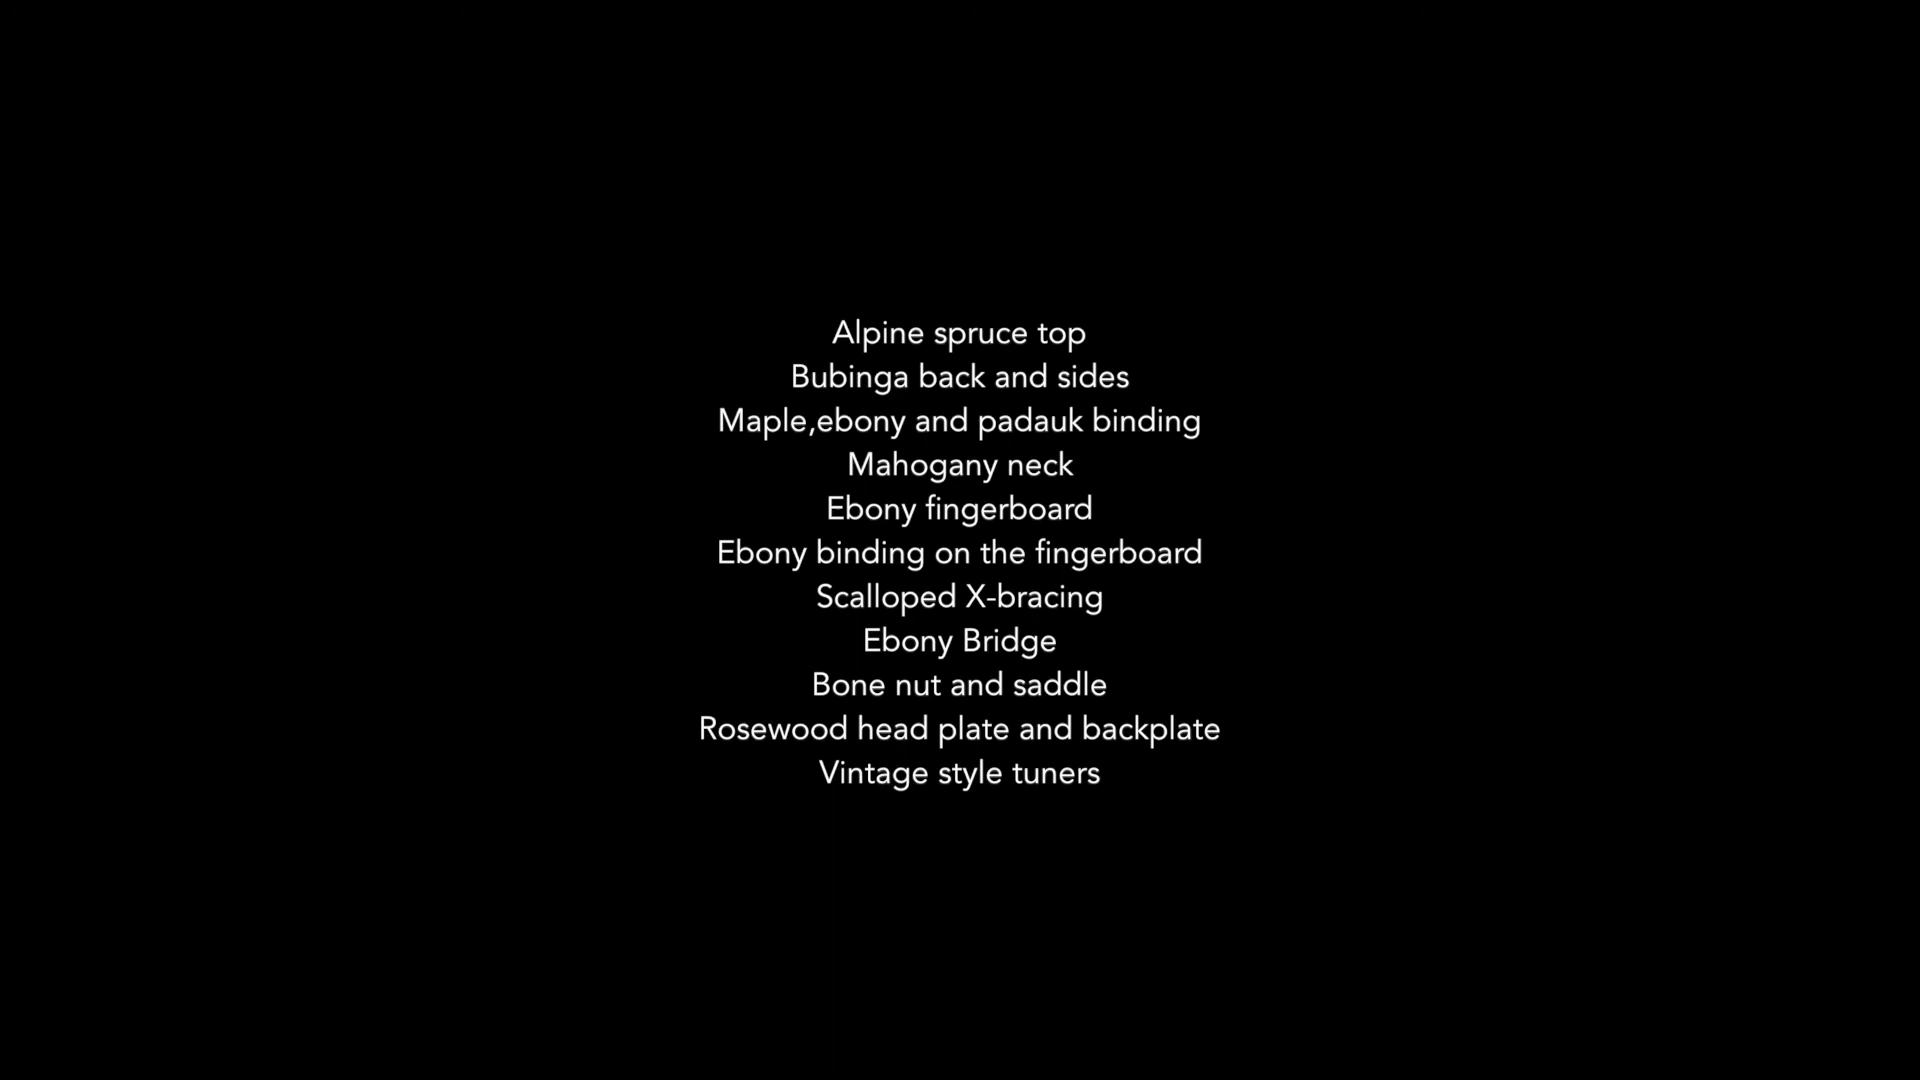 Alpine spruce top
Bubinga back and sides
Maple,ebony and padauk binding
Mahogany neck
Ebony fingerboard
Ebony binding on the fingerboard
Scalloped X-bracing
Ebony Bridge
Bone nut and saddle
Rosewood head plate and backplate
Vintage style tuners